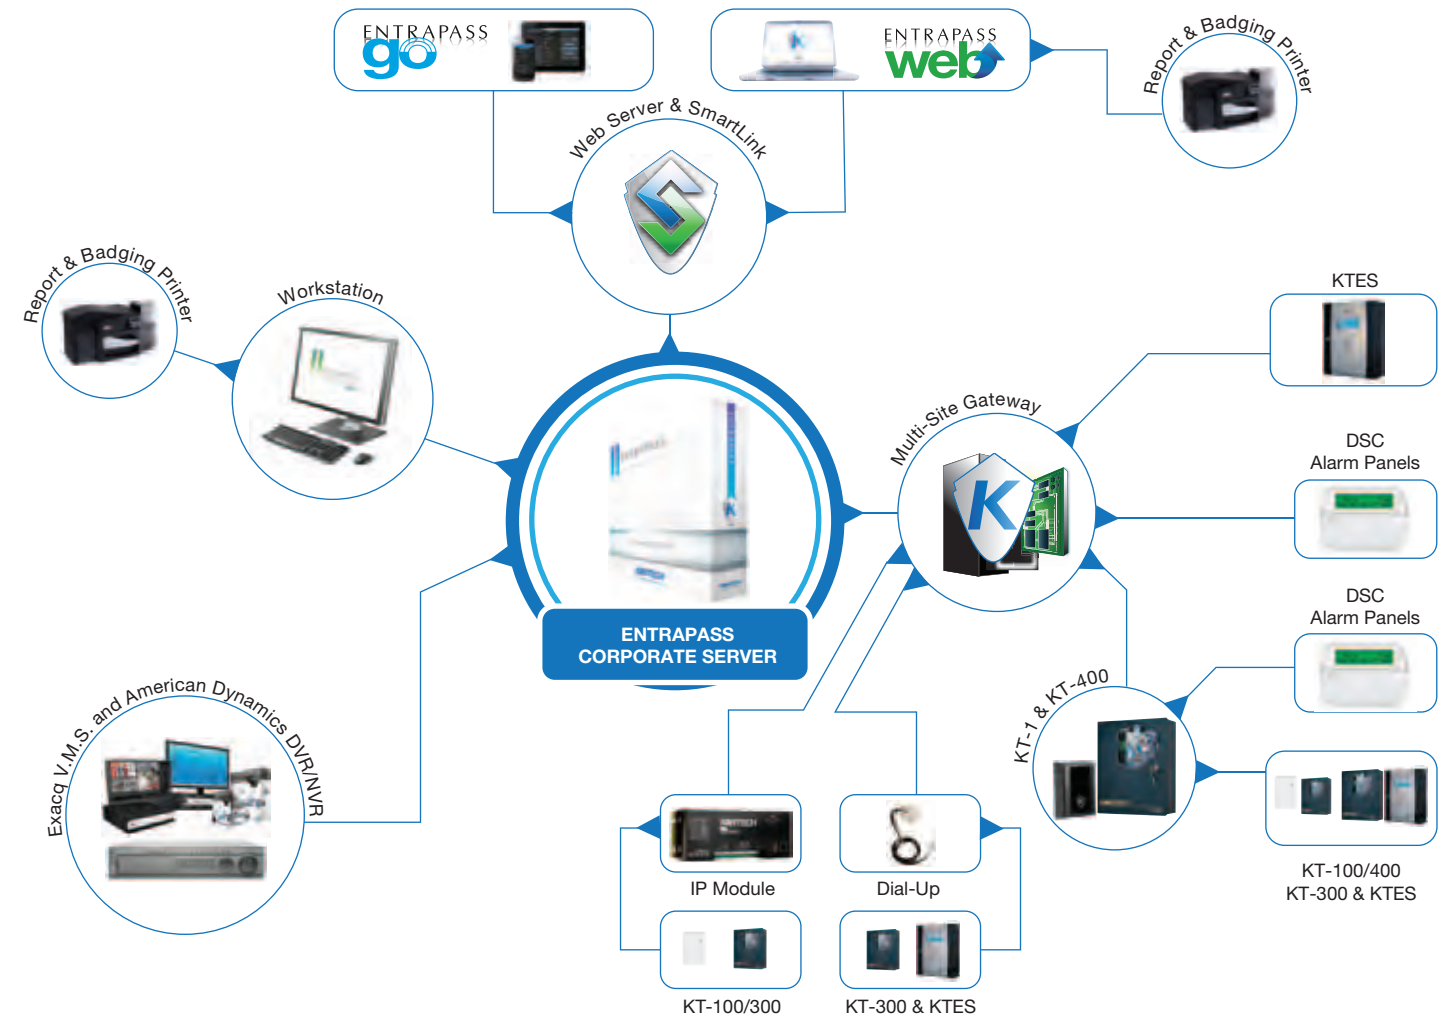 ENTRAPASS
go
ENTRAPASS
web
Report & Badging Printer
Web Server & SmartLink
Report & Badging Printer
Workstation
KTES
Multi-Site Gateway
K
DSC
Alarm Panels
DSC
Alarm Panels
ENTRAPASS
CORPORATE SERVER
KT-1 & KT-400
Exacq V.M.S. and American Dynamics DVR/NVR
IP Module
Dial-Up
KT-100/400
KT-300 & KTES
KT-100/300
KT-300 & KTES